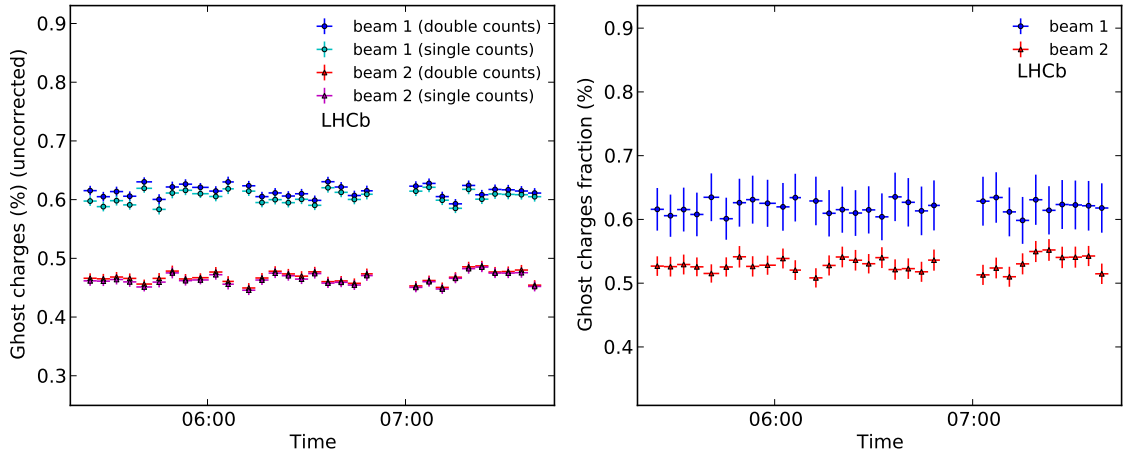 Ghost charges (%) (uncorrected)
0.9
0.8
0.7
0.6
0.5
0.4
0.3
beam 1 (double counts)
beam 1 (single counts)
beam 2 (double counts)
beam 2 (single counts)
LHCb
06:00
07:00
Time
Ghost charges fraction (%)
0.9
0.8
0.7
0.6
0.5
0.4
beam 1
beam 2
LHCb
06:00
07:00
Time